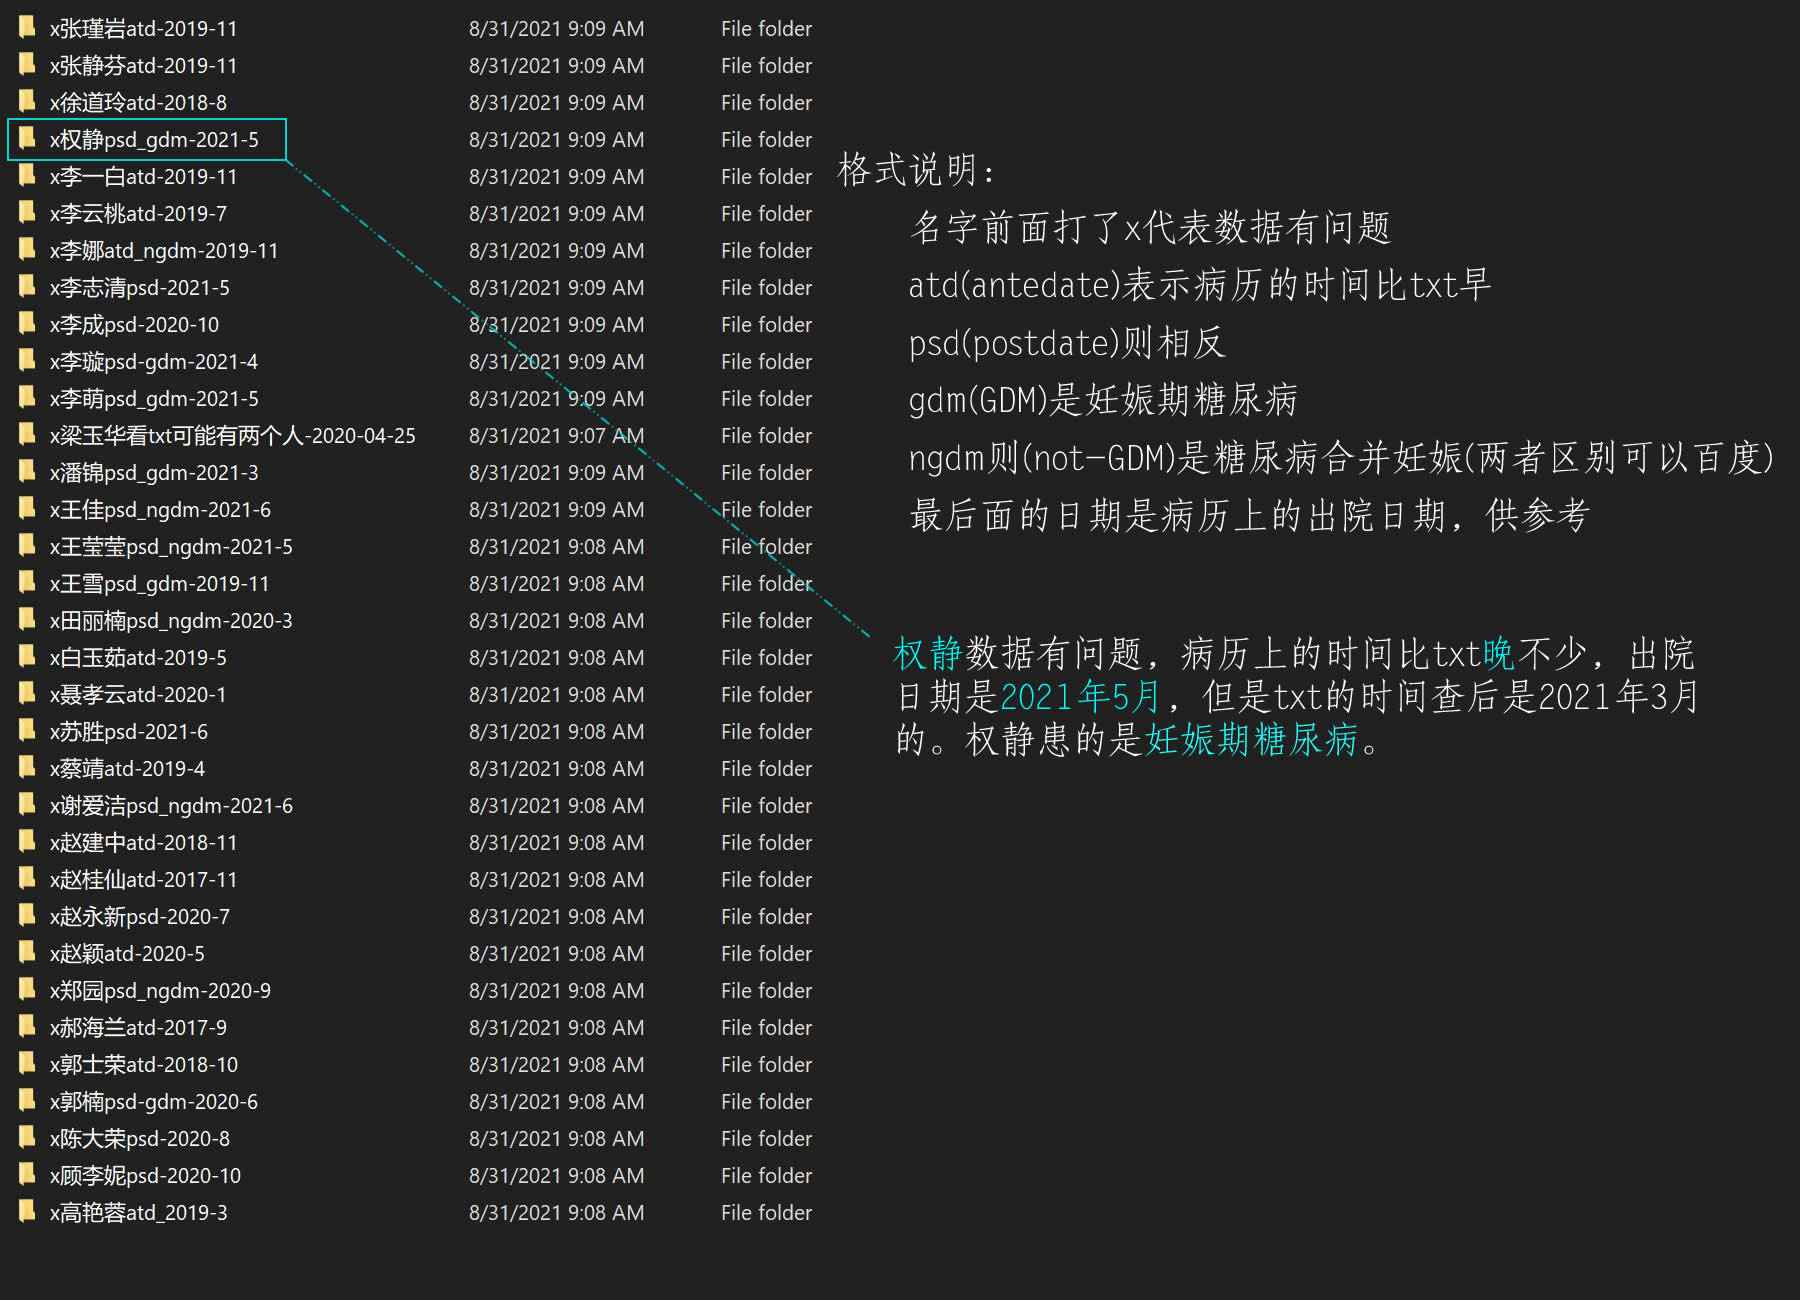 x张瑾岩atd-2019-11 8/31/2021 9:09 AM File folder
x张静芬atd-2019-11 8/31/2021 9:09 AM File folder
x徐道玲atd-2018-8 8/31/2021 9:09 AM File folder
x权静psd_gdm-2021-5 8/31/2021 9:09 AM File folder
x李一白atd-2019-11 8/31/2021 9:09 AM File folder
x李云桃atd-2019-7 8/31/2021 9:09 AM File folder
x李娜atd_ngdm-2019-11 8/31/2021 9:09 AM File folder
x李志清psd-2021-5 8/31/2021 9:09 AM File folder
x李成psd-2020-10 8/31/2021 9:09 AM File folder
x李璇psd-gdm-2021-4 8/31/2021 9:09 AM File folder
x李萌psd_gdm-2021-5 8/31/2021 9:09 AM File folder
x梁玉华看txt可能有两个人-2020-04-25 8/31/2021 9:07 AM File folder
x潘锦psd_gdm-2021-3 8/31/2021 9:09 AM File folder
x王佳psd_ngdm-2021-6 8/31/2021 9:09 AM File folder
x王莹莹psd_ngdm-2021-5 8/31/2021 9:08 AM File folder
x王雪psd_gdm-2019-11 8/31/2021 9:08 AM File folder
x田丽楠psd_ngdm-2020-3 8/31/2021 9:08 AM File folder
x白玉茹atd-2019-5 8/31/2021 9:08 AM File folder
x聂孝云atd-2020-1 8/31/2021 9:08 AM File folder
x苏胜psd-2021-6 8/31/2021 9:08 AM File folder
x蔡靖atd-2019-4 8/31/2021 9:08 AM File folder
x谢爱洁psd_ngdm-2021-6 8/31/2021 9:08 AM File folder
x赵建中atd-2018-11 8/31/2021 9:08 AM File folder
x赵桂仙atd-2017-11 8/31/2021 9:08 AM File folder
x赵永新psd-2020-7 8/31/2021 9:08 AM File folder
x赵颖atd-2020-5 8/31/2021 9:08 AM File folder
x郑园psd_ngdm-2020-9 8/31/2021 9:08 AM File folder
x郝海兰atd-2017-9 8/31/2021 9:08 AM File folder
x郭士荣atd-2018-10 8/31/2021 9:08 AM File folder
x郭楠psd-gdm-2020-6 8/31/2021 9:08 AM File folder
x陈大荣psd-2020-8 8/31/2021 9:08 AM File folder
x顾李妮psd-2020-10 8/31/2021 9:08 AM File folder
x高艳蓉atd_2019-3 8/31/2021 9:08 AM File folder
格式说明：
名字前面打了x代表数据有问题
atd(antedate)表示病历的时间比txt早
psd(postdate)则相反
gdm(GDM)是妊娠期糖尿病
ngdm则(not-GDM)是糖尿病合并妊娠(两者区别可以百度)
最后面的日期是病历上的出院日期，供参考
权静数据有问题，病历上的时间比txt晚不少，出院
日期是2021年5月，但是txt的时间查后是2021年3月
的。权静患的是妊娠期糖尿病。